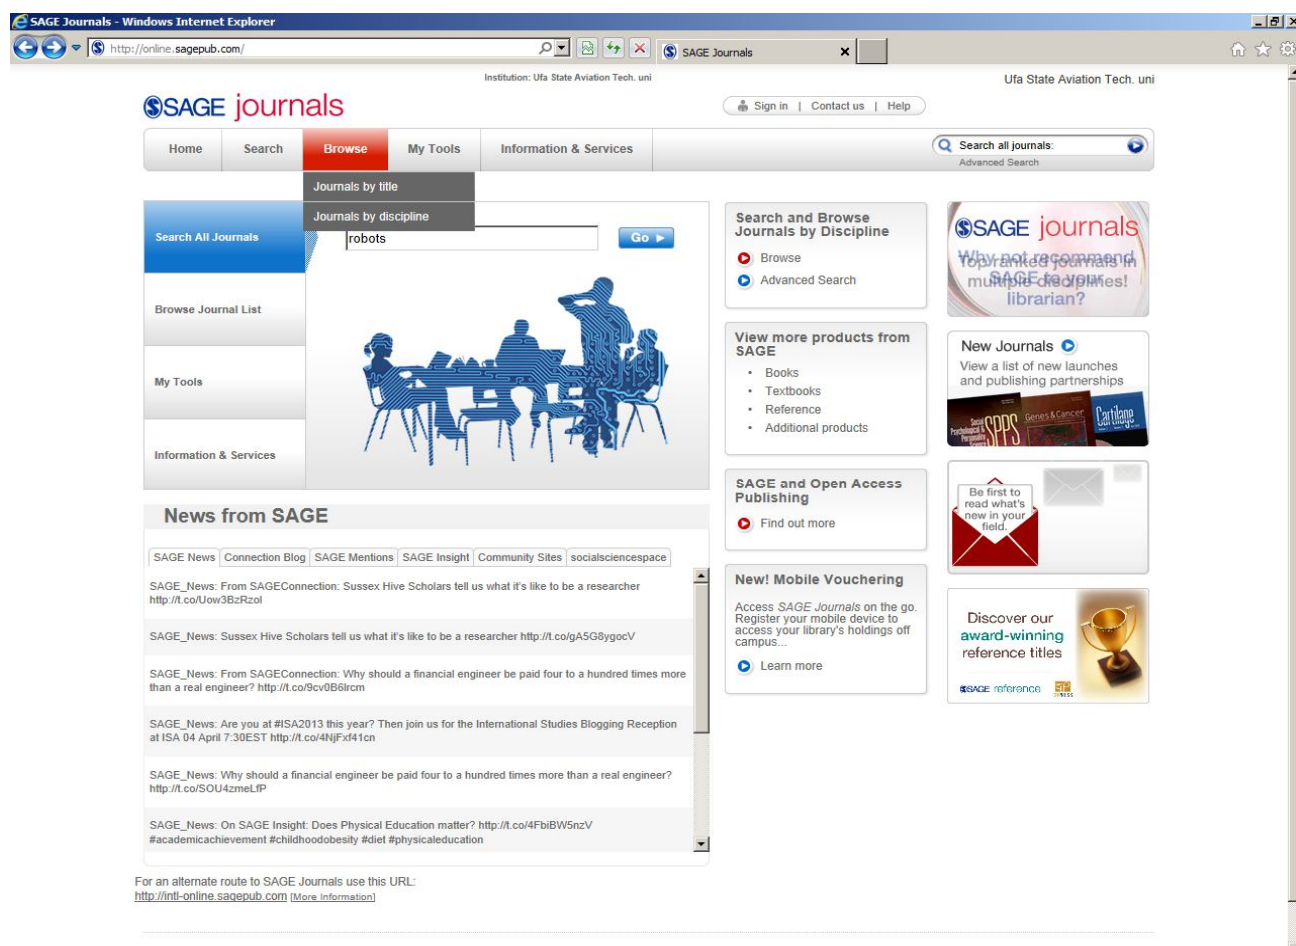 SAGE Journals - Windows Internet Explorer
http://online.sagepub.com/
SAGE Journals
Institution: Ufa State Aviation Tech. uni
Ufa State Aviation Tech. uni
SAGE journals
Sign in | Contact us | Help
Home
Search
Browse
My Tools
Information & Services
Search all journals:
Advanced Search
Journals by title
Journals by discipline
Search All Journals
robots
Go
Browse Journal List
My Tools
Information & Services
Search and Browse
Journals by Discipline
Browse
Advanced Search
View more products from
SAGE
• Books
• Textbooks
• Reference
• Additional products
SAGE and Open Access
Publishing
Find out more
New! Mobile Vouchering
Access SAGE Journals on the go.
Register your mobile device to
access your library's holdings off
campus...
Learn more
SAGE journals
librarian?
New Journals
View a list of new launches
and publishing partnerships
Social
Psychological &
Personality
Science
SPPS
Genes & Cancer
Cartilage
Be first to
read what's
new in your
field.
Discover our
award-winning
reference titles
SAGE reference
News from SAGE
SAGE News
Connection Blog
SAGE Mentions
SAGE Insight
Community Sites
socialsciencespace
SAGE_News: From SAGEConnection: Sussex Hive Scholars tell us what it's like to be a researcher
http://t.co/Uow3BzRzol
SAGE_News: Sussex Hive Scholars tell us what it's like to be a researcher http://t.co/gA5G8ygocV
SAGE_News: From SAGEConnection: Why should a financial engineer be paid four to a hundred times more
than a real engineer? http://t.co/9cv0B6lrcm
SAGE_News: Are you at #ISA2013 this year? Then join us for the International Studies Blogging Reception
at ISA 04 April 7:30EST http://t.co/4NjFxf41cn
SAGE_News: Why should a financial engineer be paid four to a hundred times more than a real engineer?
http://t.co/SOU4zmeLfP
SAGE_News: On SAGE Insight: Does Physical Education matter? http://t.co/4FbiBW5nzV
#academicachievement #childhoodobesity #diet #physicaleducation
For an alternate route to SAGE Journals use this URL:
http://intl-online.sagepub.com [More Information]